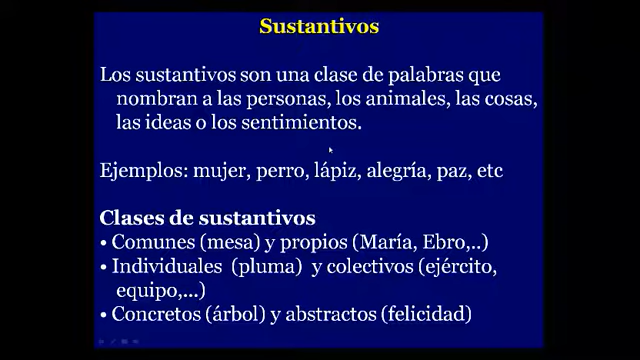 Sustantivos
Los sustantivos son una clase de palabras que
nombran a las personas, los animales, las cosas,
las ideas o los sentimientos.
Ejemplos: mujer, perro, lápiz, alegría, paz, etc
Clases de sustantivos
• Comunes (mesa) y propios (María, Ebro,..)
• Individuales (pluma) y colectivos (ejército,
equipo,...)
• Concretos (árbol) y abstractos (felicidad)